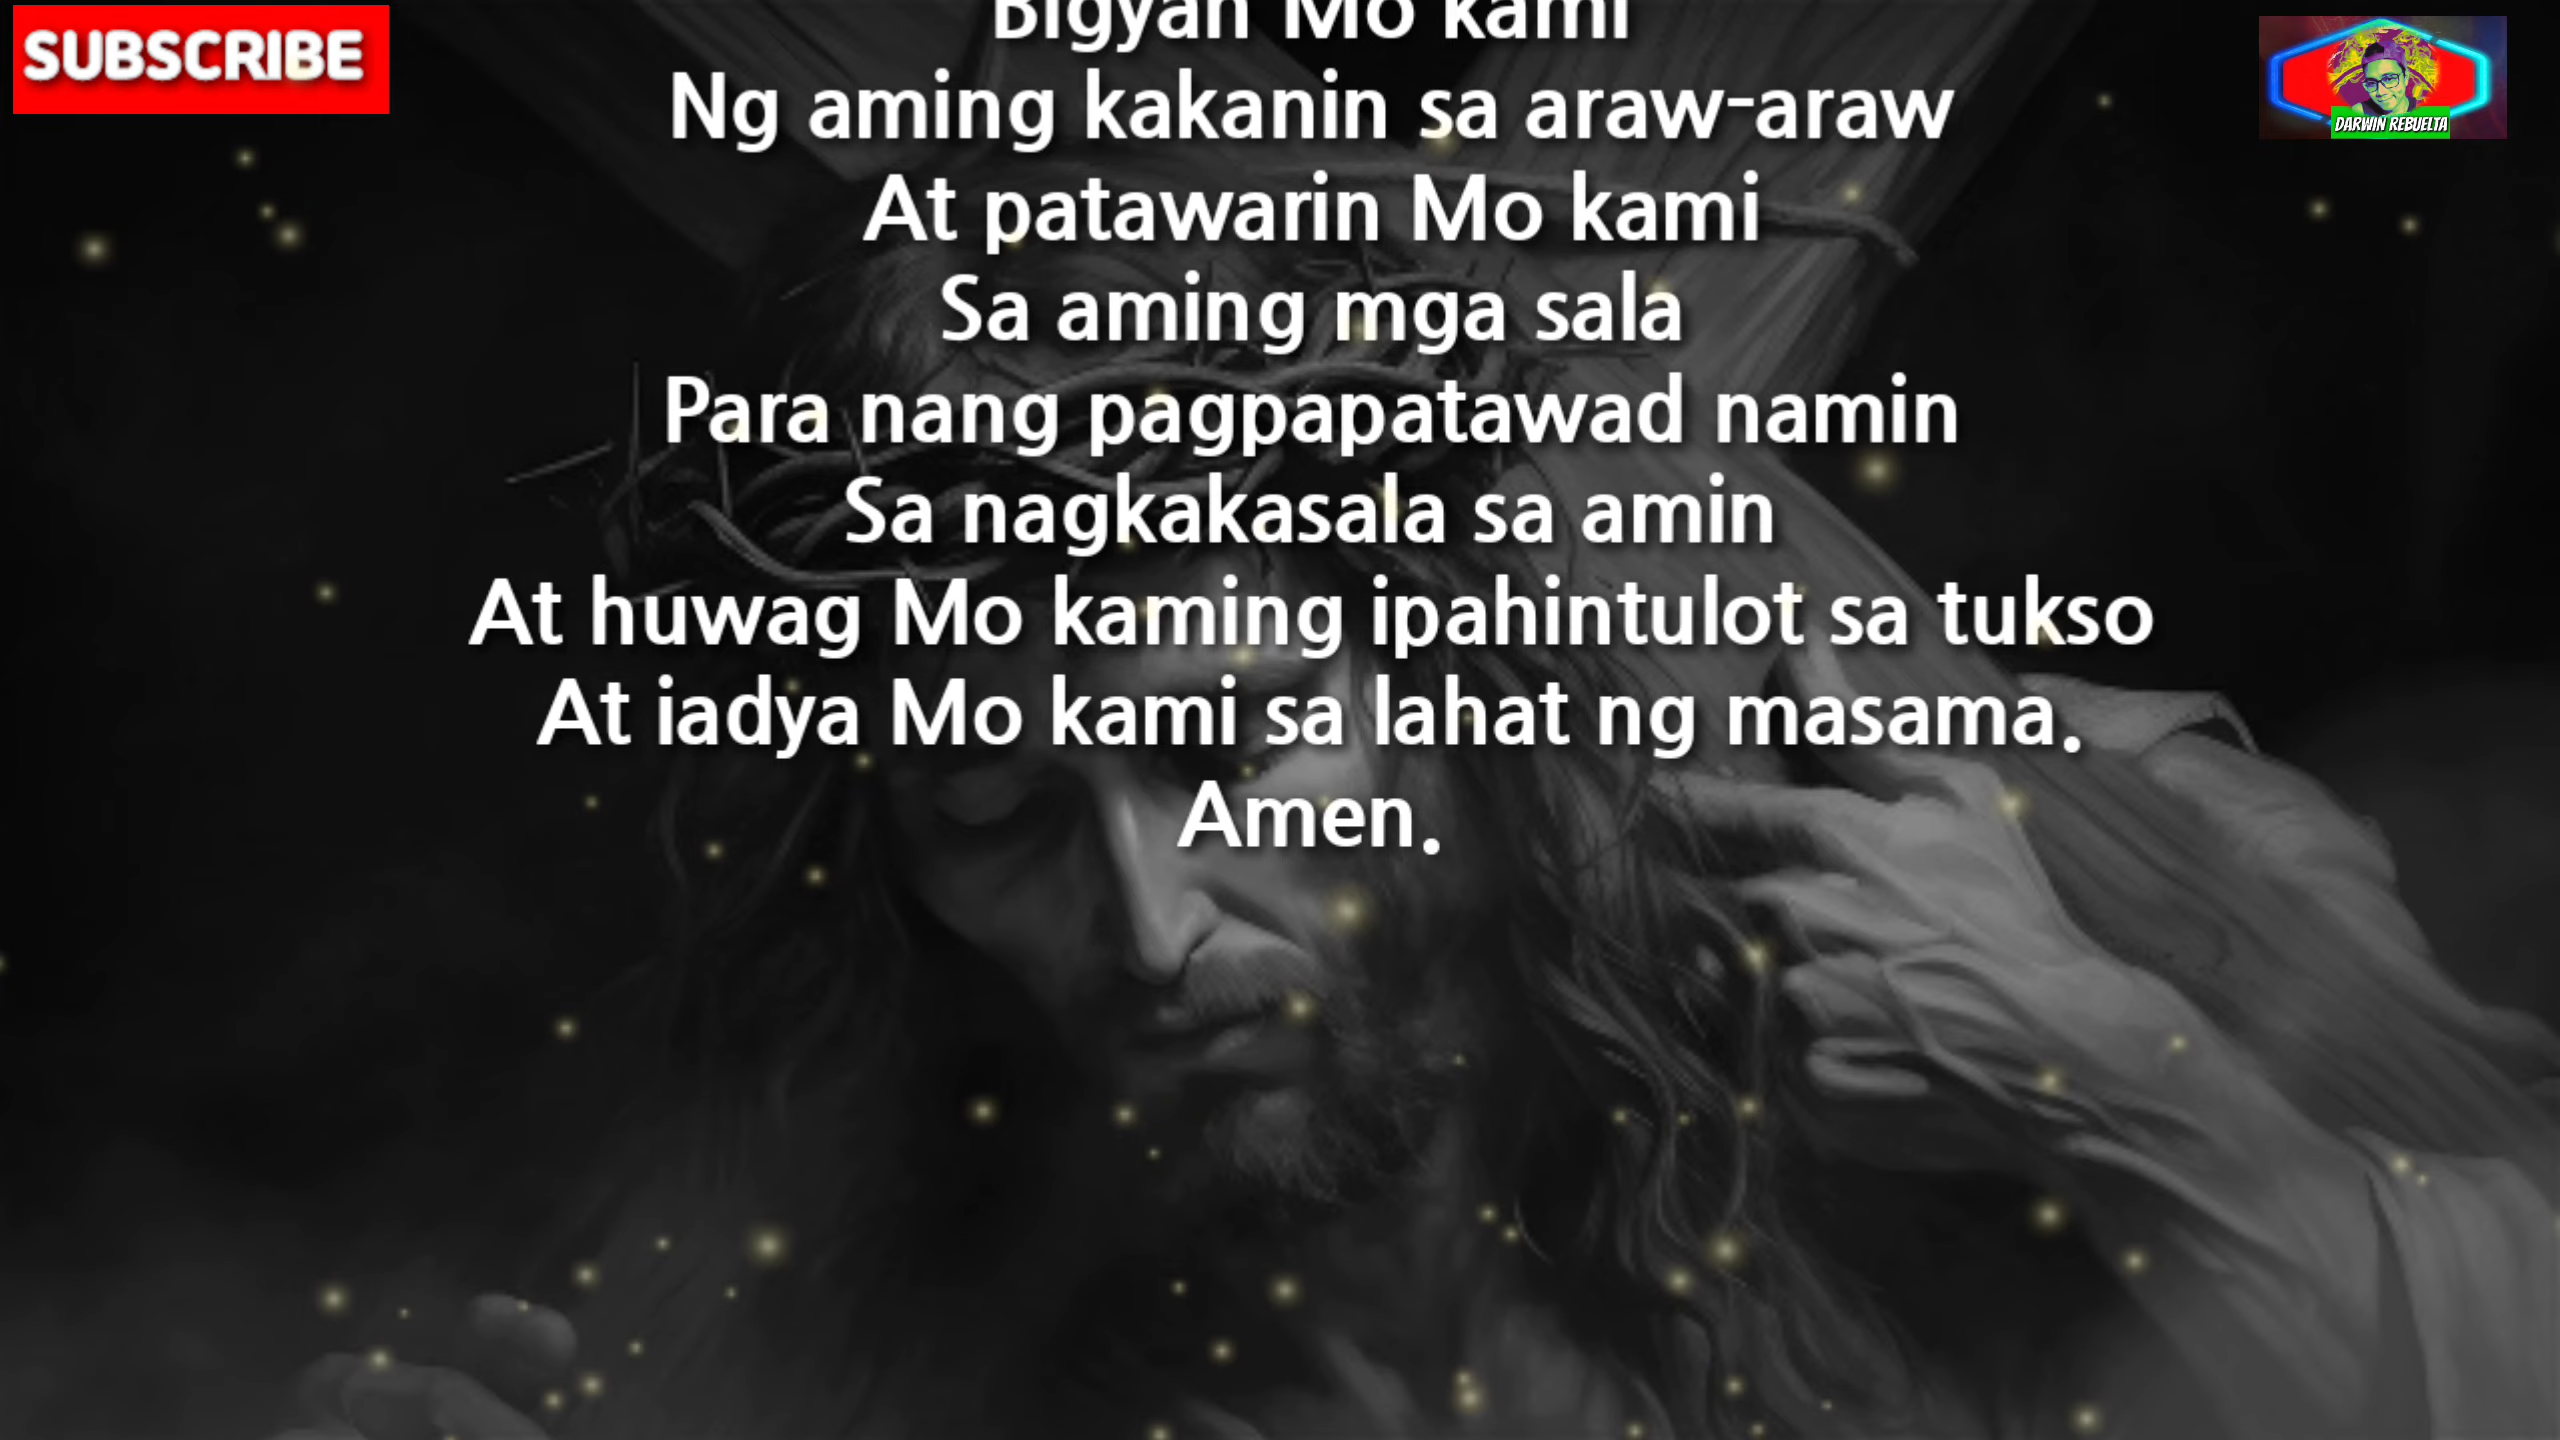 SUBSCRIBE
DARWIN REBUELTA
Bigyan Mo kami
Ng aming kakanin sa araw-araw
At patawarin Mo kami
Sa aming mga sala
Para nang pagpapatawad namin
Sa nagkakasala sa amin
At huwag Mo kaming ipahintulot sa tukso
At iadya Mo kami sa lahat ng masama.
Amen.